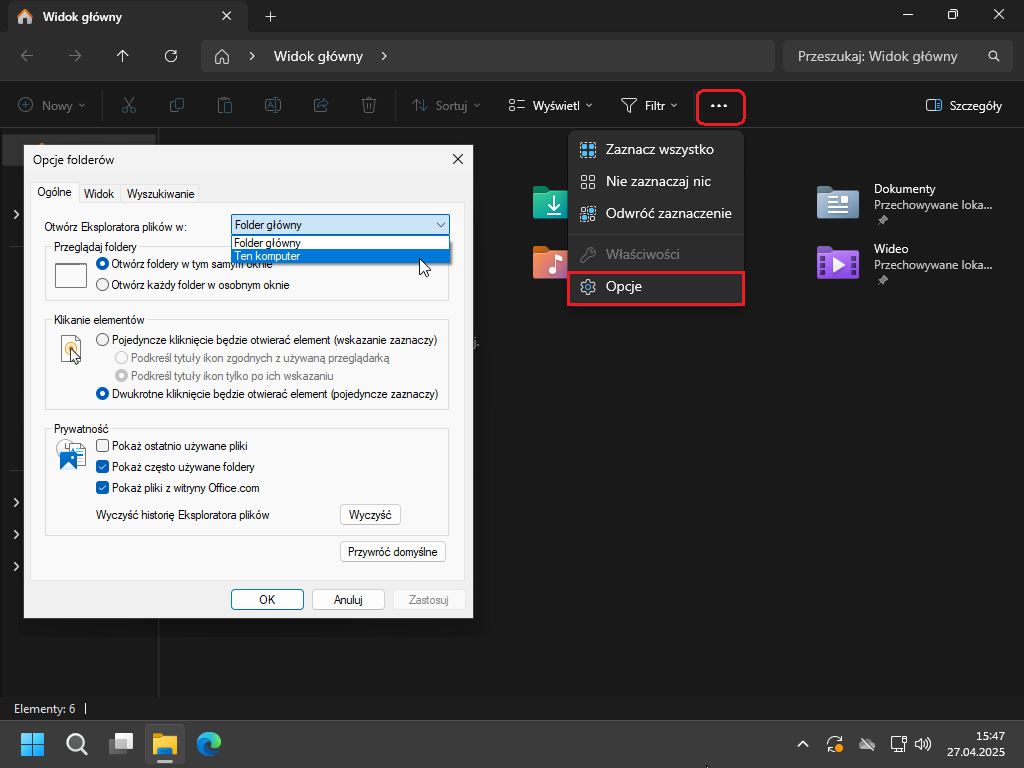 Widok główny
Widok główny
Przeszukaj: Widok główny
Nowy
Sortuj
Wyświetl
Filtr
Szczegóły
Zaznacz wszystko
Nie zaznaczaj nic
Odwróć zaznaczenie
Właściwości
Opcje
Dokumenty
Przechowywane loka...
Wideo
Przechowywane loka...
Opcje folderów
Ogólne
Widok
Wyszukiwanie
Otwórz Eksploratora plików w:
Folder główny
Folder główny
Ten komputer
Przeglądaj foldery
Otwórz foldery w tym samym oknie
Otwórz każdy folder w osobnym oknie
Klikanie elementów
Pojedyncze kliknięcie będzie otwierać element (wskazanie zaznaczy)
Podkreśl tytuły ikon zgodnych z używaną przeglądarką
Podkreśl tytuły ikon tylko po ich wskazaniu
Dwukrotne kliknięcie będzie otwierać element (pojedyncze zaznaczy)
Prywatność
Pokaż ostatnio używane pliki
Pokaż często używane foldery
Pokaż pliki z witryny Office.com
Wyczyść historię Eksploratora plików
Wyczyść
Przywróć domyślne
OK
Anuluj
Zastosuj
Elementy: 6
15:47
27.04.2025